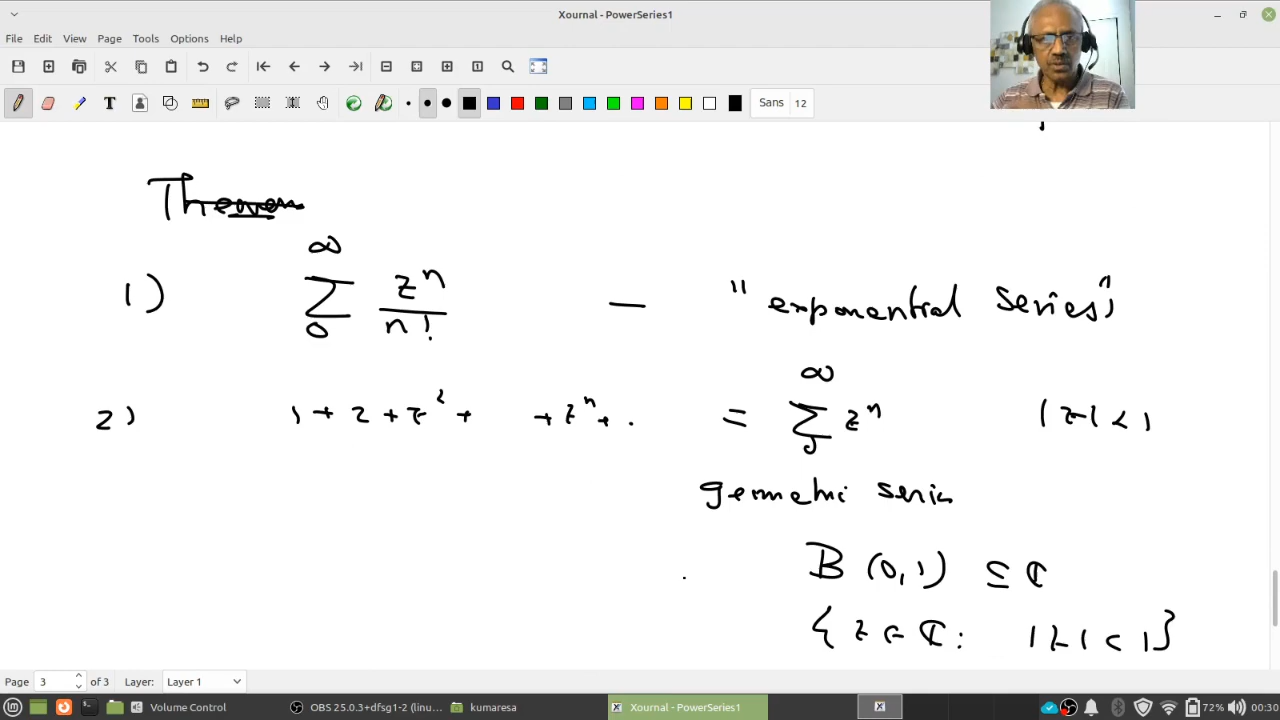 Xournal - PowerSeries1
File Edit View Page Tools Options Help
Sans 12
Theorem
1) ∞ ∑ 0 z^n / n! — "exponential series"
2) 1 + z + z^2 + + z^n + . = ∞ ∑ 0 z^n |z| < 1
geometric series
B (0,1) ⊆ ℂ
{ z ∈ ℂ : |z| < 1 }
Page 3 of 3 Layer: Layer 1
Volume Control OBS 25.0.3+dfsg1-2 (linu... kumaresa Xournal - PowerSeries1 72% 00:30